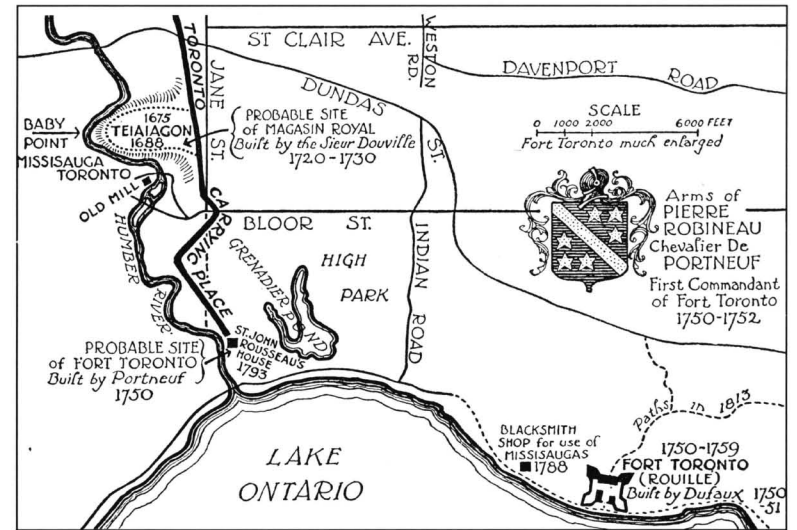 ST CLAIR AVE.
WESTON
RD.
DAVENPORT
ROAD
TORONTO
JANE
ST.
DUNDAS
ST.
SCALE
0 1000 2000 6000 FEET
Fort Toronto much enlarged
1675
TEIAIAGON
1688
BABY
POINT
PROBABLE SITE
of MAGASIN ROYAL
Built by the Sieur Douville
1720-1730
MISSISAUGA
TORONTO
OLD MILL
HUMBER
RIVER
CARRYING PLACE
BLOOR ST.
GRENADIER POND
HIGH
PARK
INDIAN
ROAD
Arms of
PIERRE
ROBINEAU
Chevalier De
PORTNEUF
First Commandant
of Fort Toronto
1750-1752
PROBABLE SITE
of FORT TORONTO
Built by Portneuf
1750
ST. JOHN
ROUSSEAU'S
HOUSE
1793
Paths in 1813
BLACKSMITH
SHOP for use of
MISSISAUGAS
1788
1750-1759
FORT TORONTO
(ROUILLE)
Built by Dufaux 1750
-51
LAKE
ONTARIO